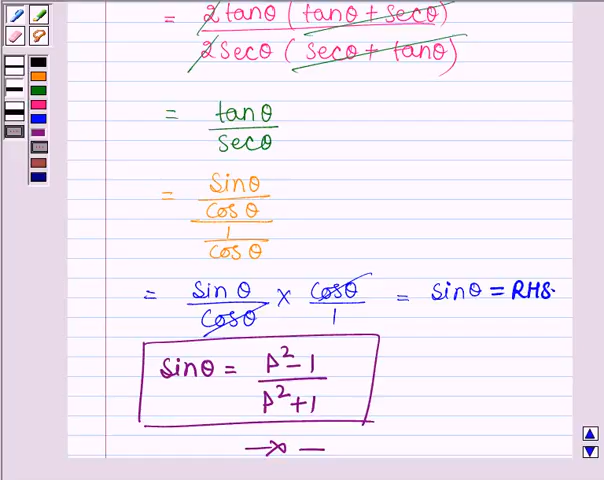 = 2tanθ (tanθ + secθ) / 2secθ (secθ + tanθ)
= tanθ / secθ
= sinθ / cosθ / 1 / cosθ
= sinθ / cosθ × cosθ / 1 = sinθ = RHS.
sinθ = p²-1 / p²+1